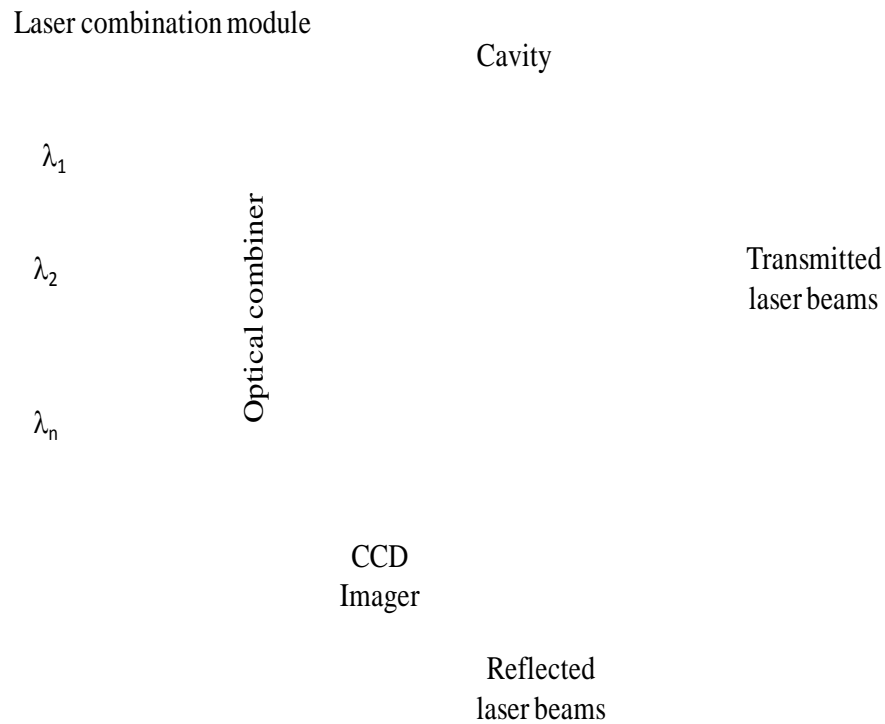 Laser combination module
Cavity
λ₁
Optical combiner
λ₂
Transmitted
laser beams
λₙ
CCD
Imager
Reflected
laser beams